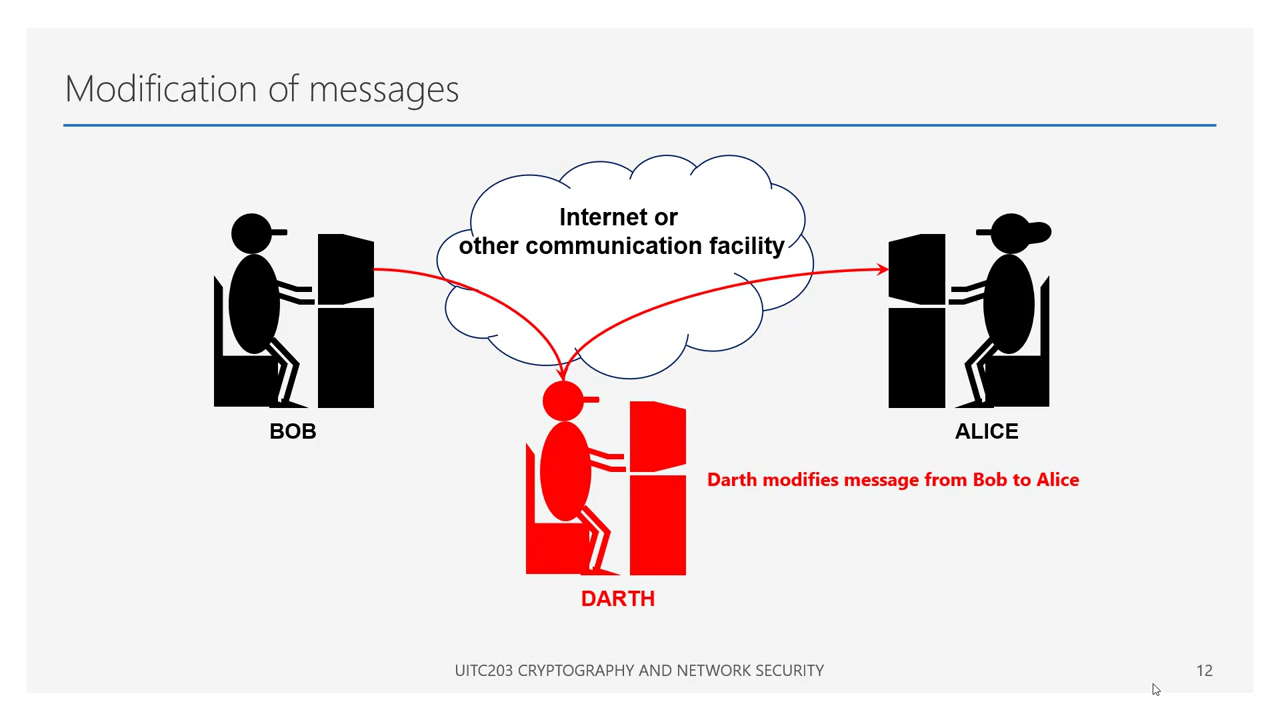 Modification of messages
Internet or
other communication facility
BOB
ALICE
Darth modifies message from Bob to Alice
DARTH
UITC203 CRYPTOGRAPHY AND NETWORK SECURITY
12